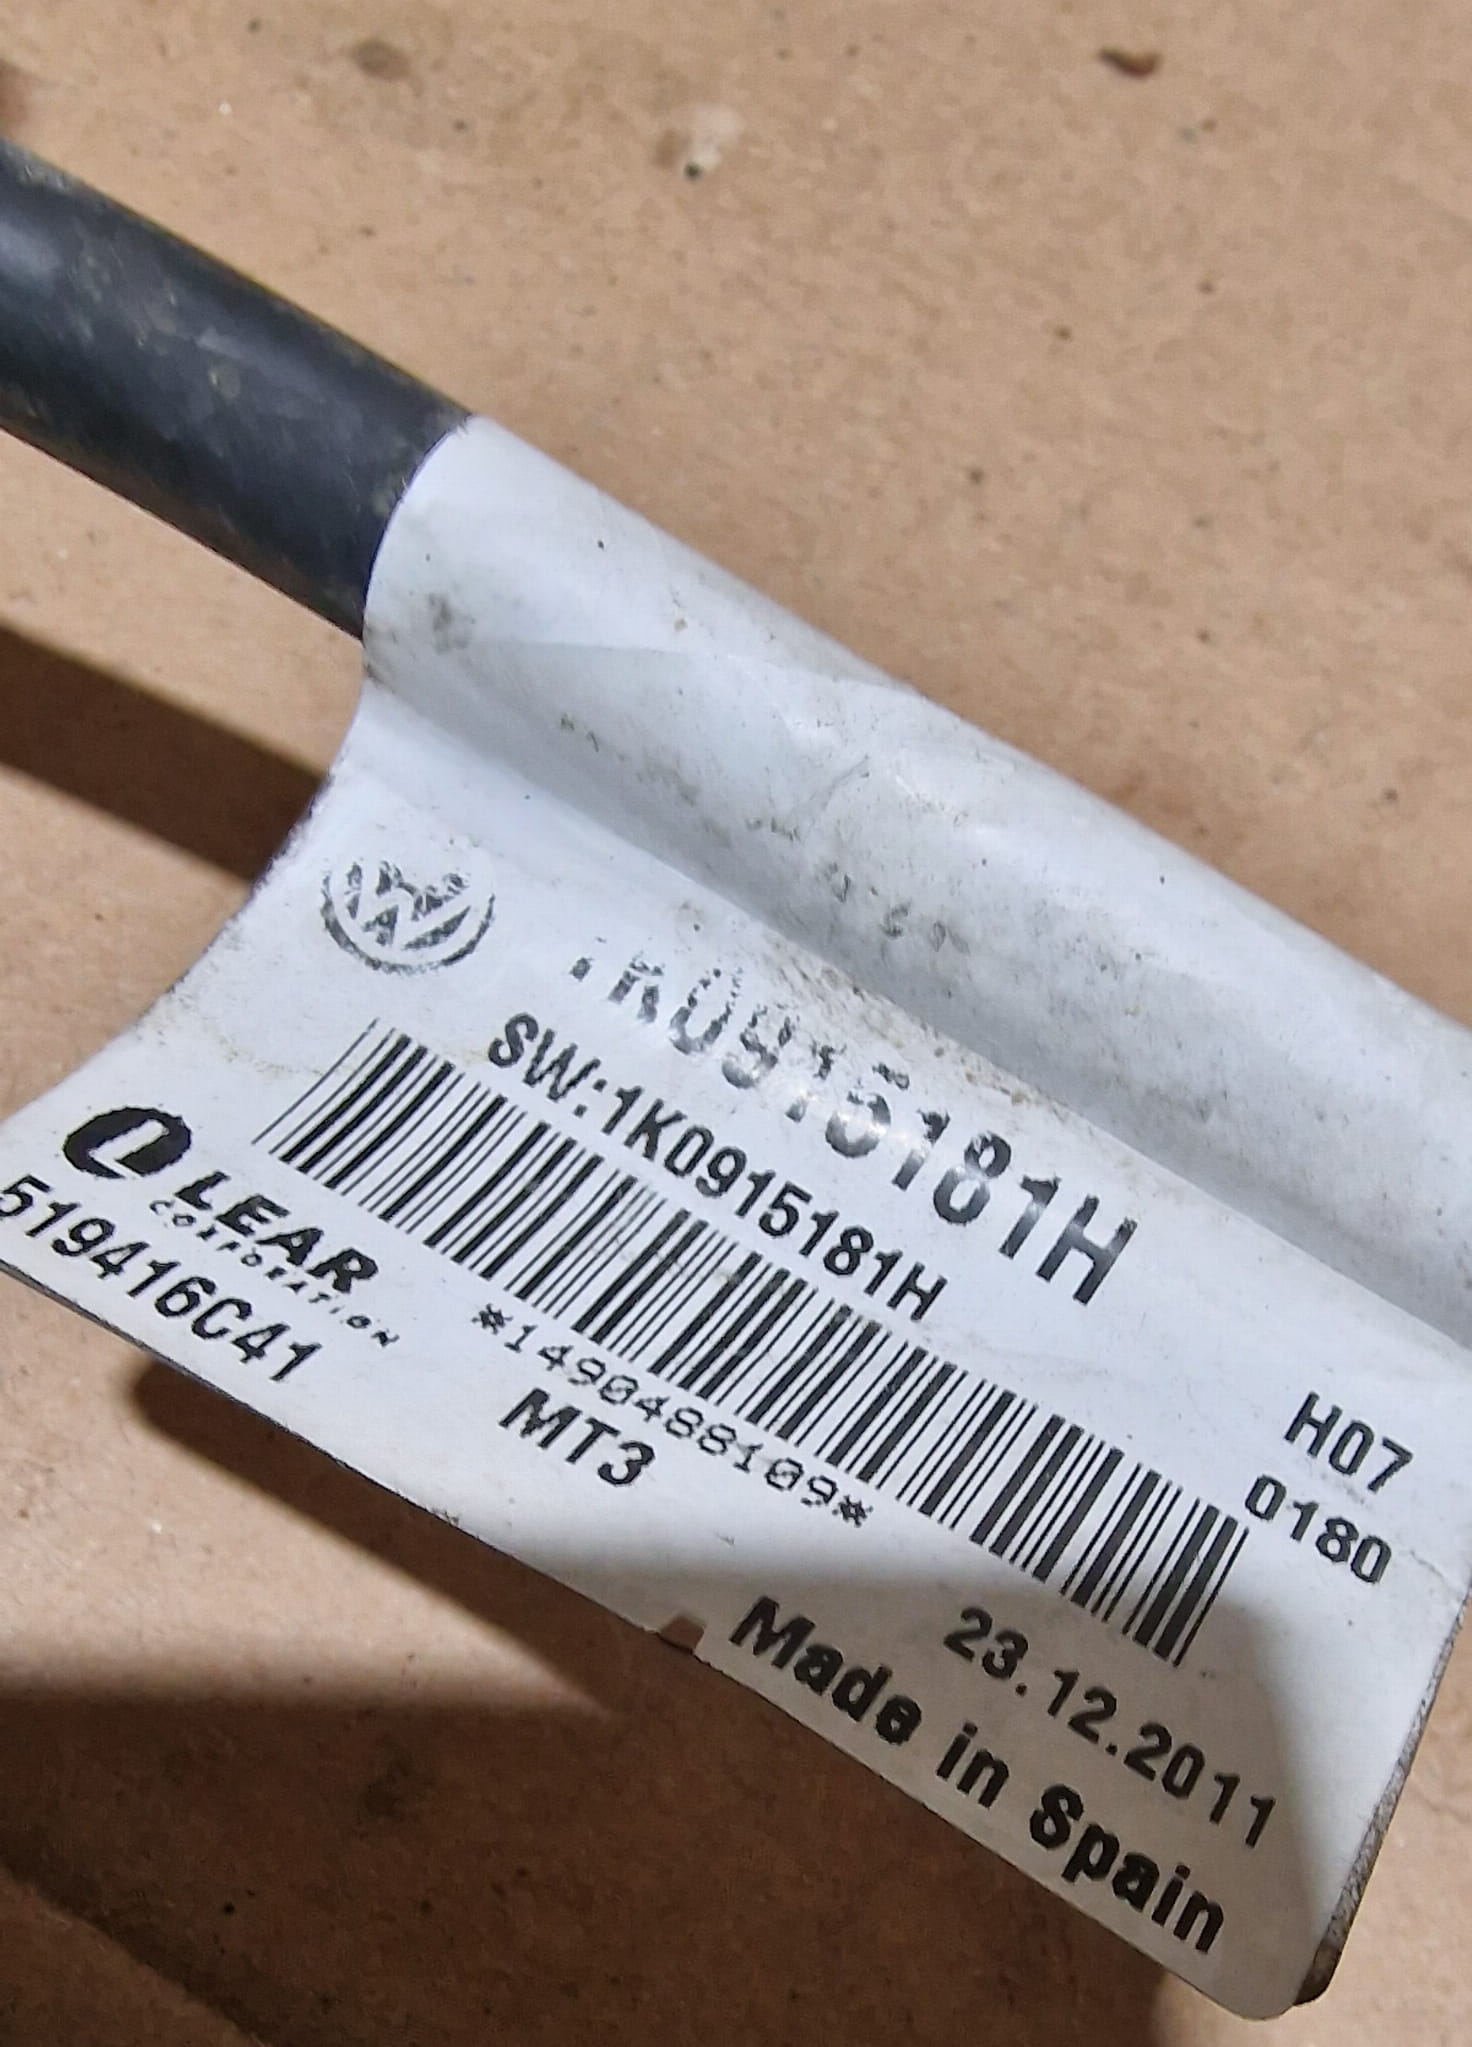 1K0915181H
SW:1K0915181H
*1490488109*
LEAR
CORPORATION
519416C41
MT3
H07
0180
23.12.2011
Made in Spain